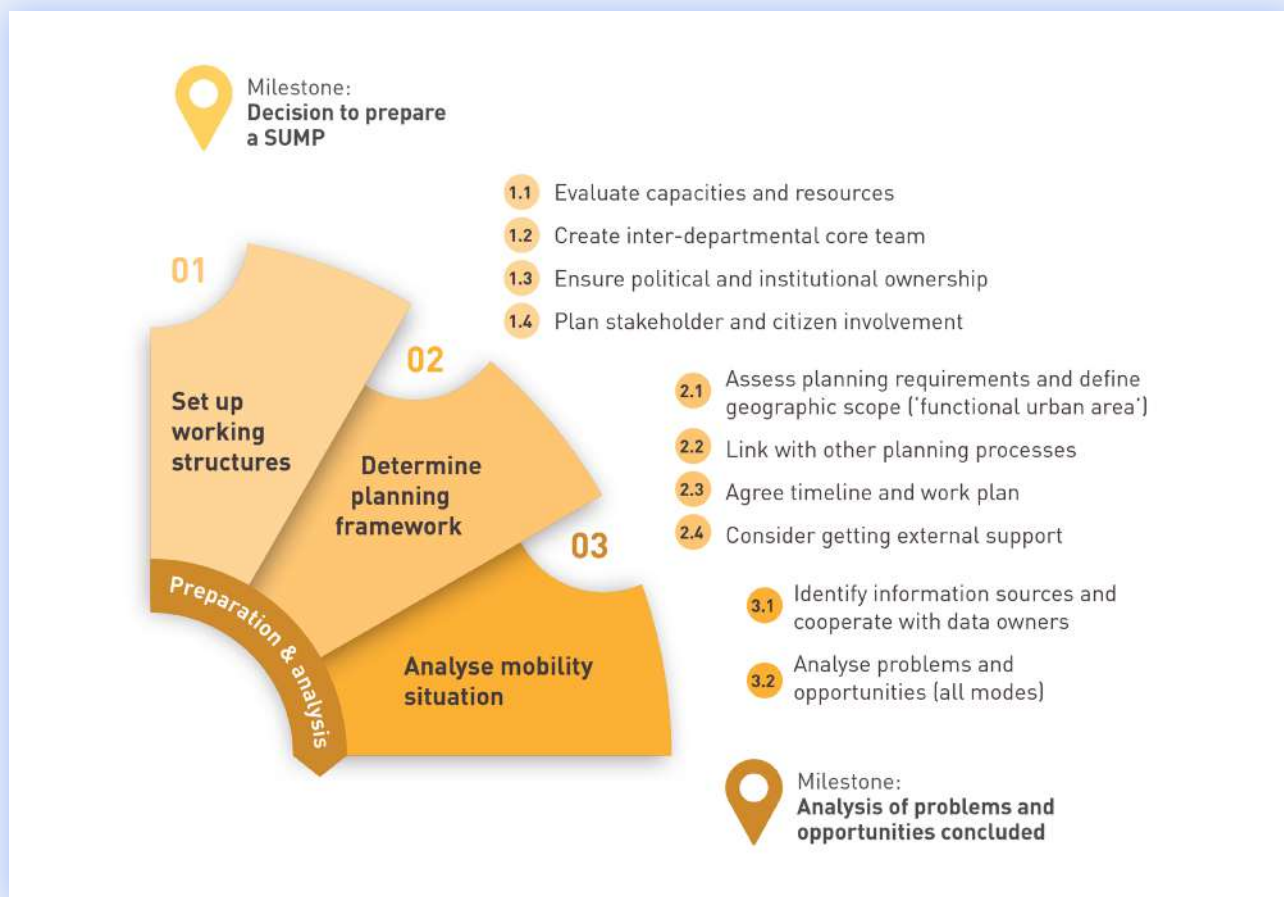 Milestone:
Decision to prepare
a SUMP
1.1 Evaluate capacities and resources
1.2 Create inter-departmental core team
1.3 Ensure political and institutional ownership
1.4 Plan stakeholder and citizen involvement
01
Set up
working
structures
02
Determine
planning
framework
2.1 Assess planning requirements and define
geographic scope ('functional urban area')
2.2 Link with other planning processes
2.3 Agree timeline and work plan
2.4 Consider getting external support
03
Analyse mobility
situation
3.1 Identify information sources and
cooperate with data owners
3.2 Analyse problems and
opportunities (all modes)
Preparation & analysis
Milestone:
Analysis of problems and
opportunities concluded